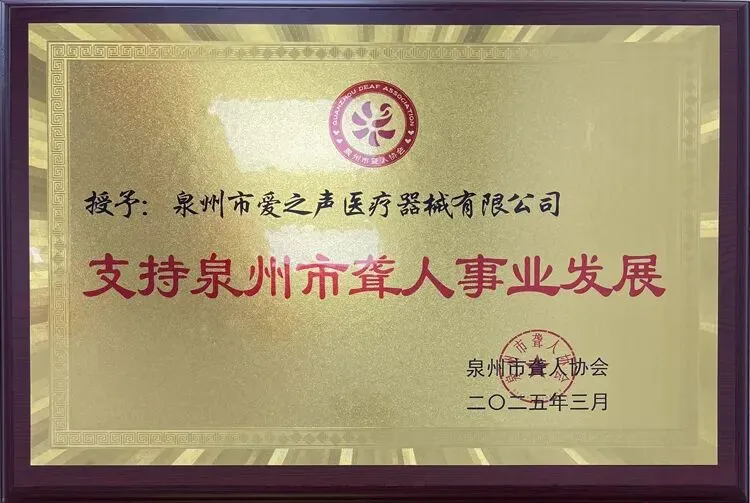 QUANZHOU DEAF ASSOCIATION
泉州市聋人协会
授予：泉州市爱之声医疗器械有限公司
支持泉州市聋人事业发展
泉州市聋人协会
泉州市聋人协会
二〇二五年三月